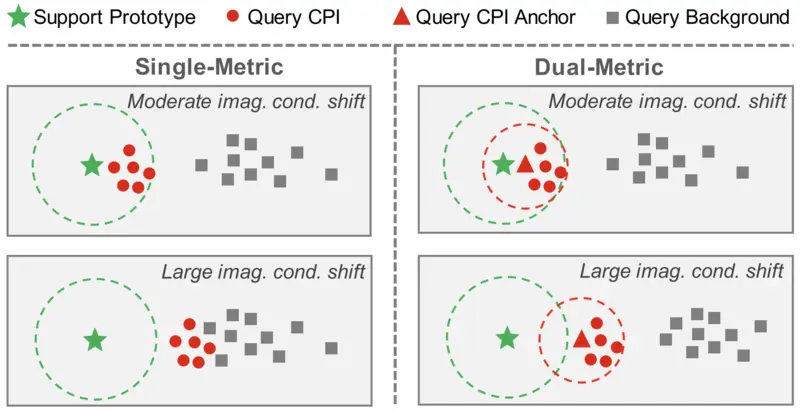 Support Prototype Query CPI Query CPI Anchor Query Background
Single-Metric Dual-Metric
Moderate imag. cond. shift Moderate imag. cond. shift
Large imag. cond. shift Large imag. cond. shift